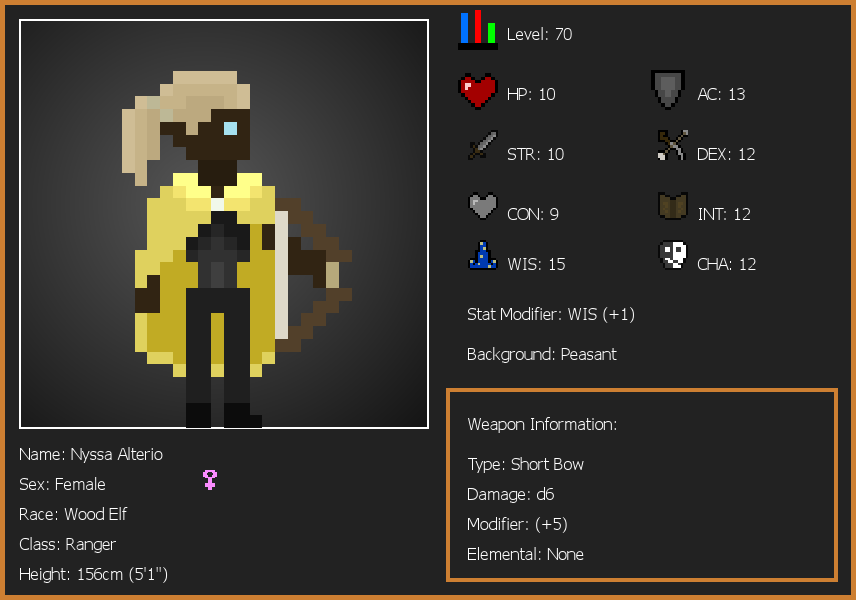 Level: 70
HP: 10
AC: 13
STR: 10
DEX: 12
CON: 9
INT: 12
WIS: 15
CHA: 12
Stat Modifier: WIS (+1)
Background: Peasant
Weapon Information:
Type: Short Bow
Damage: d6
Modifier: (+5)
Elemental: None
Name: Nyssa Alterio
Sex: Female
Race: Wood Elf
Class: Ranger
Height: 156cm (5'1")